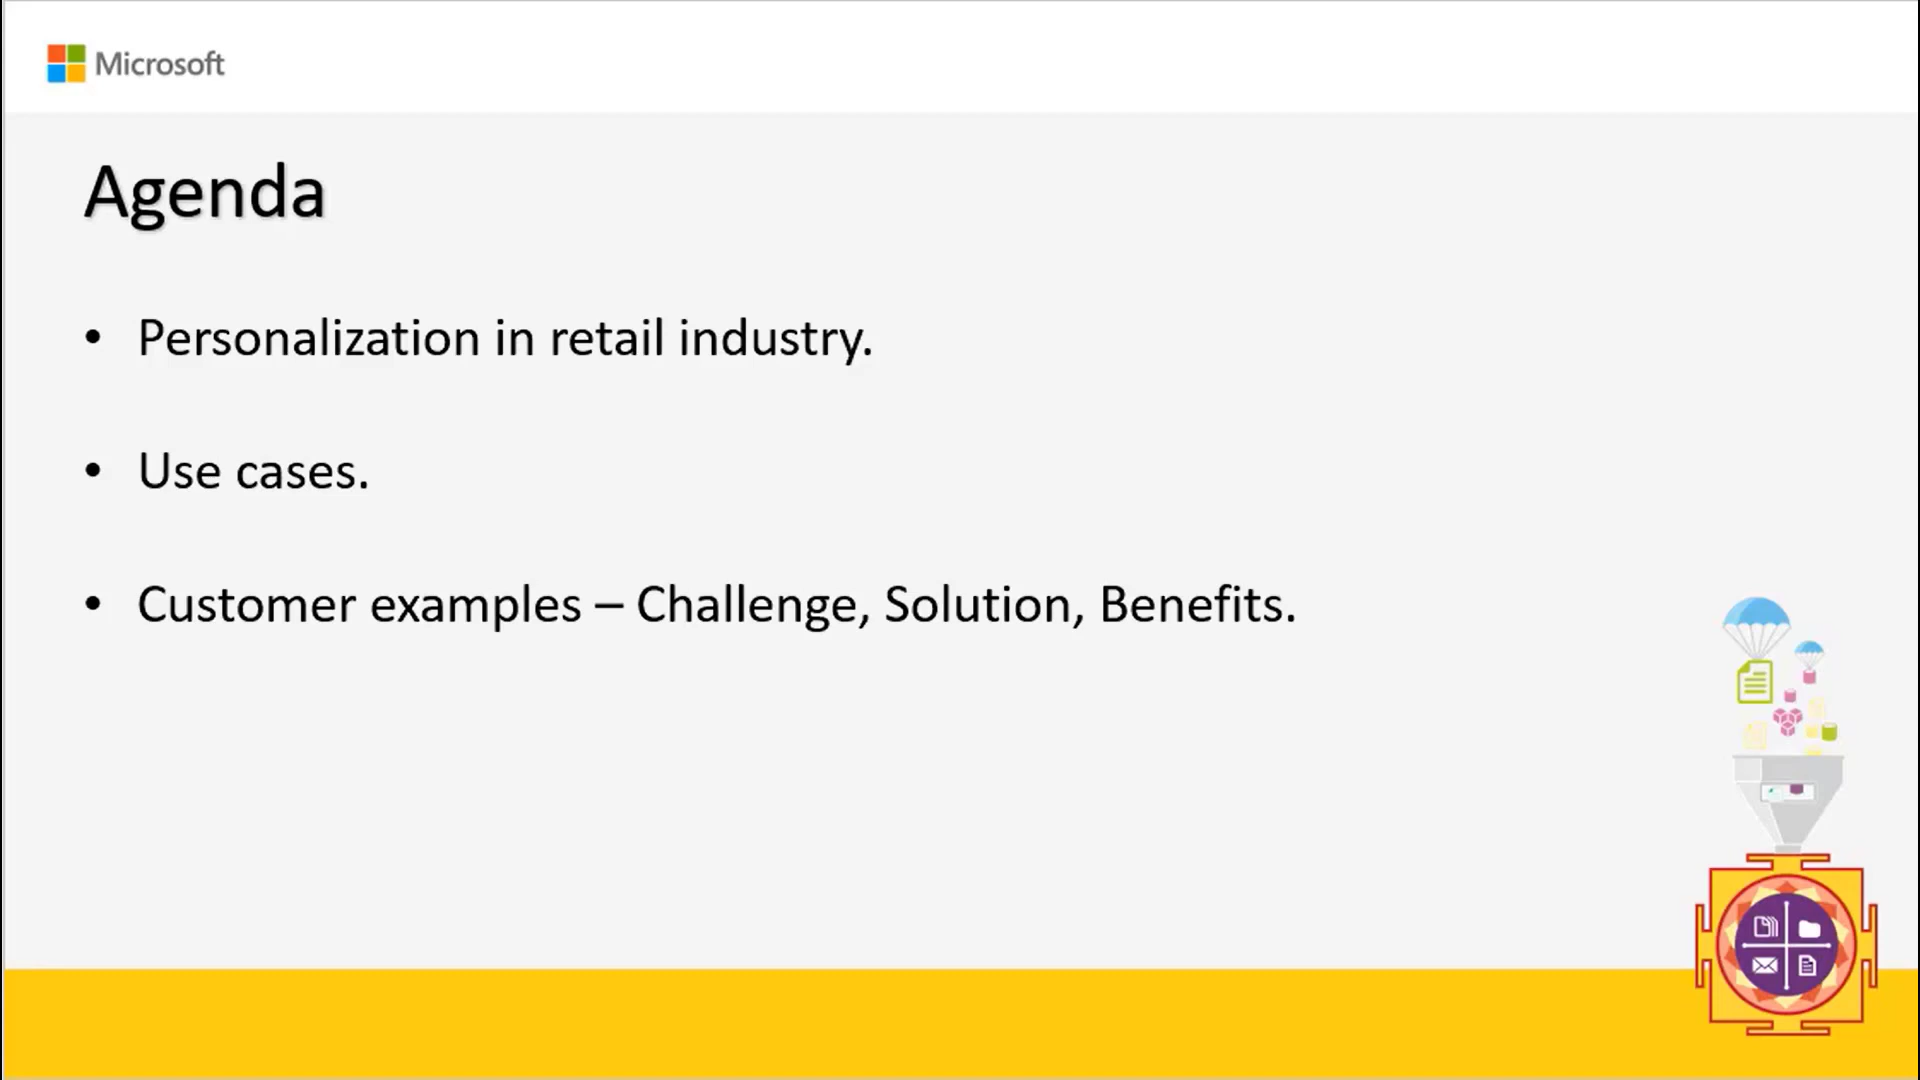 Microsoft
Agenda
• Personalization in retail industry.
• Use cases.
• Customer examples – Challenge, Solution, Benefits.